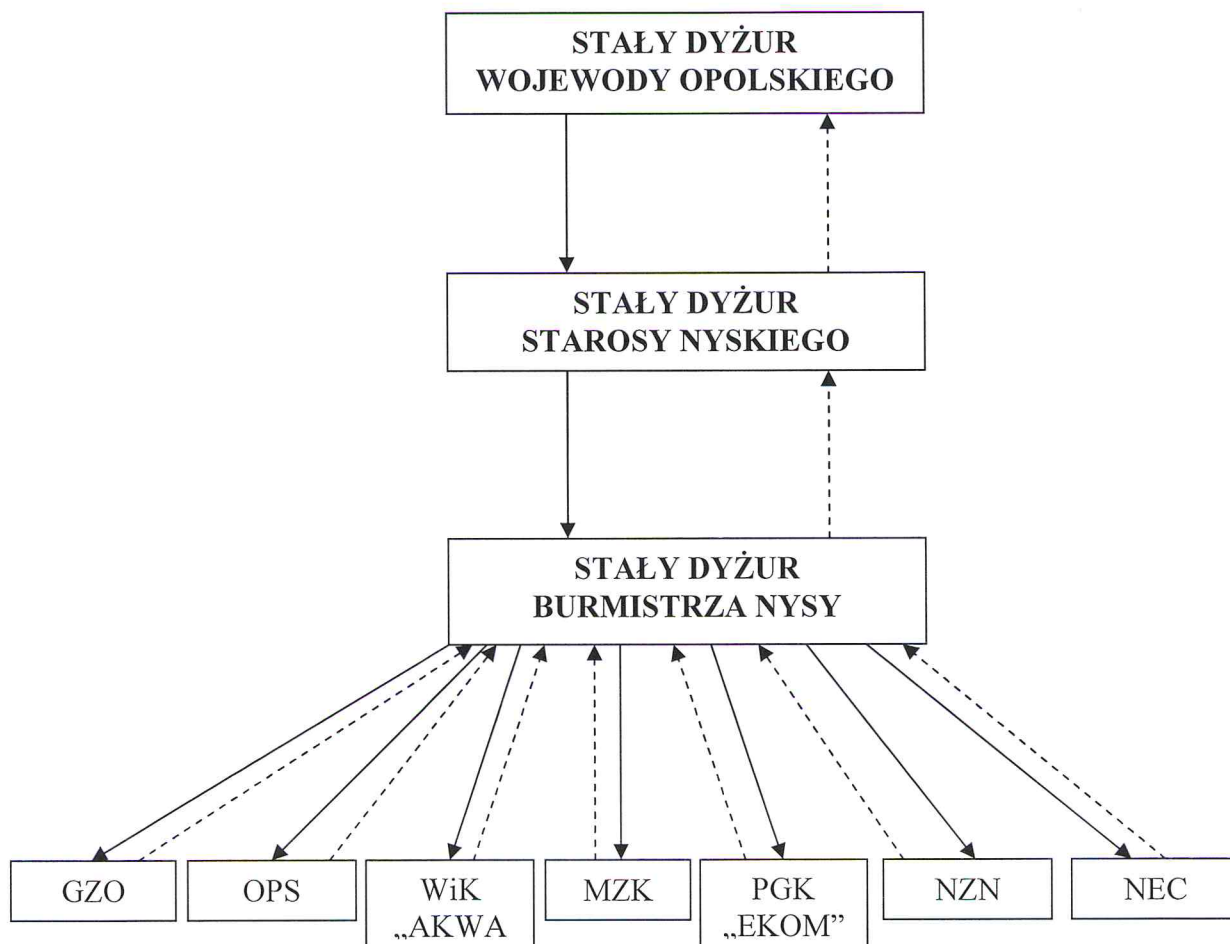 STAŁY DYŻUR
WOJEWODY OPOLSKIEGO
STAŁY DYŻUR
STAROSY NYSKIEGO
STAŁY DYŻUR
BURMISTRZA NYSY
GZO
OPS
WiK
„AKWA
MZK
PGK
„EKOM”
NZN
NEC